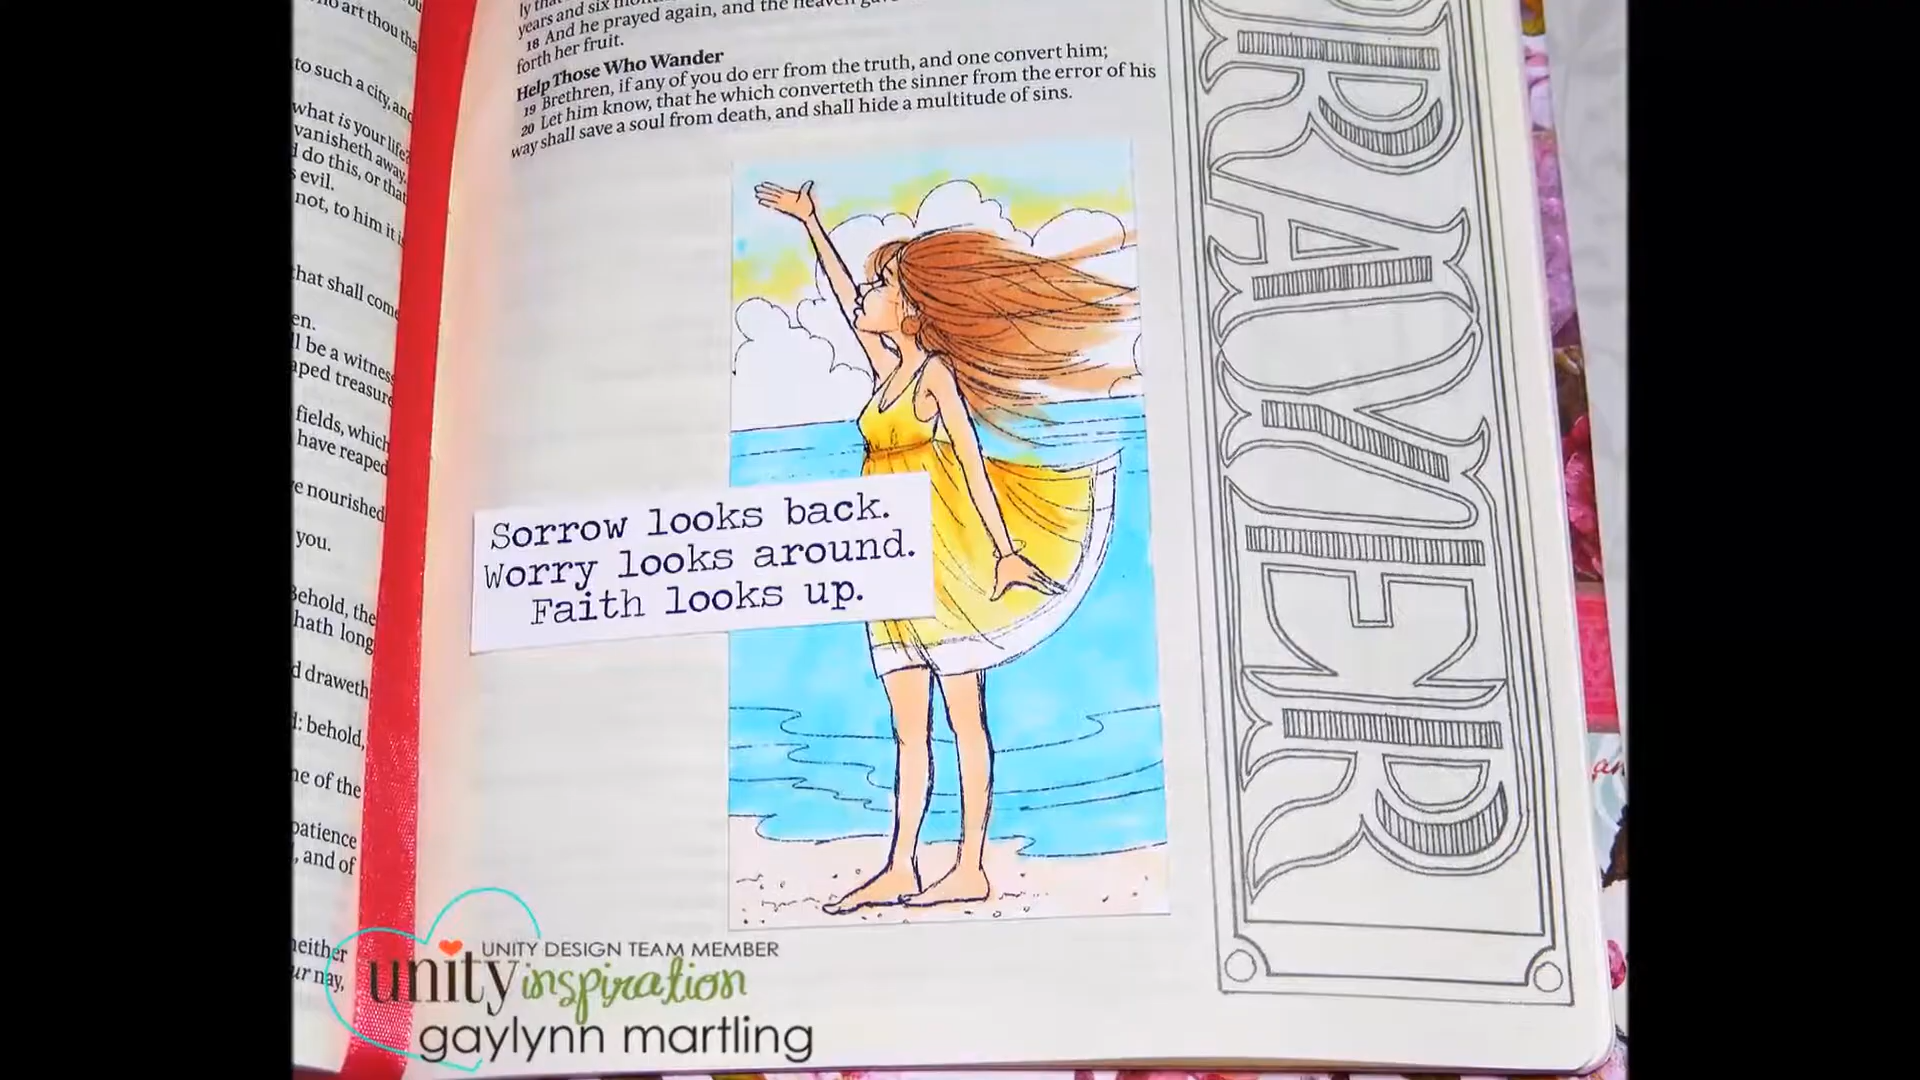 art thou tha
to such a city, and
what is your life?
vanisheth away.
do this, or that
evil.
not, to him it is
that shall come
en.
ll be a witness
aped treasure
fields, which
have reaped
e nourished
you.
Behold, the
hath long
d draweth
: behold,
ne of the
patience
, and of
neither
ur nay,
years and six
18 And he prayed again, and the heaven
forth her fruit.
Help Those Who Wander
19 Brethren, if any of you do err from the truth, and one convert him;
20 Let him know, that he which converteth the sinner from the error of his
way shall save a soul from death, and shall hide a multitude of sins.
Sorrow looks back.
Worry looks around.
Faith looks up.
PRAYER
UNITY DESIGN TEAM MEMBER
unity inspiration
gaylynn martling